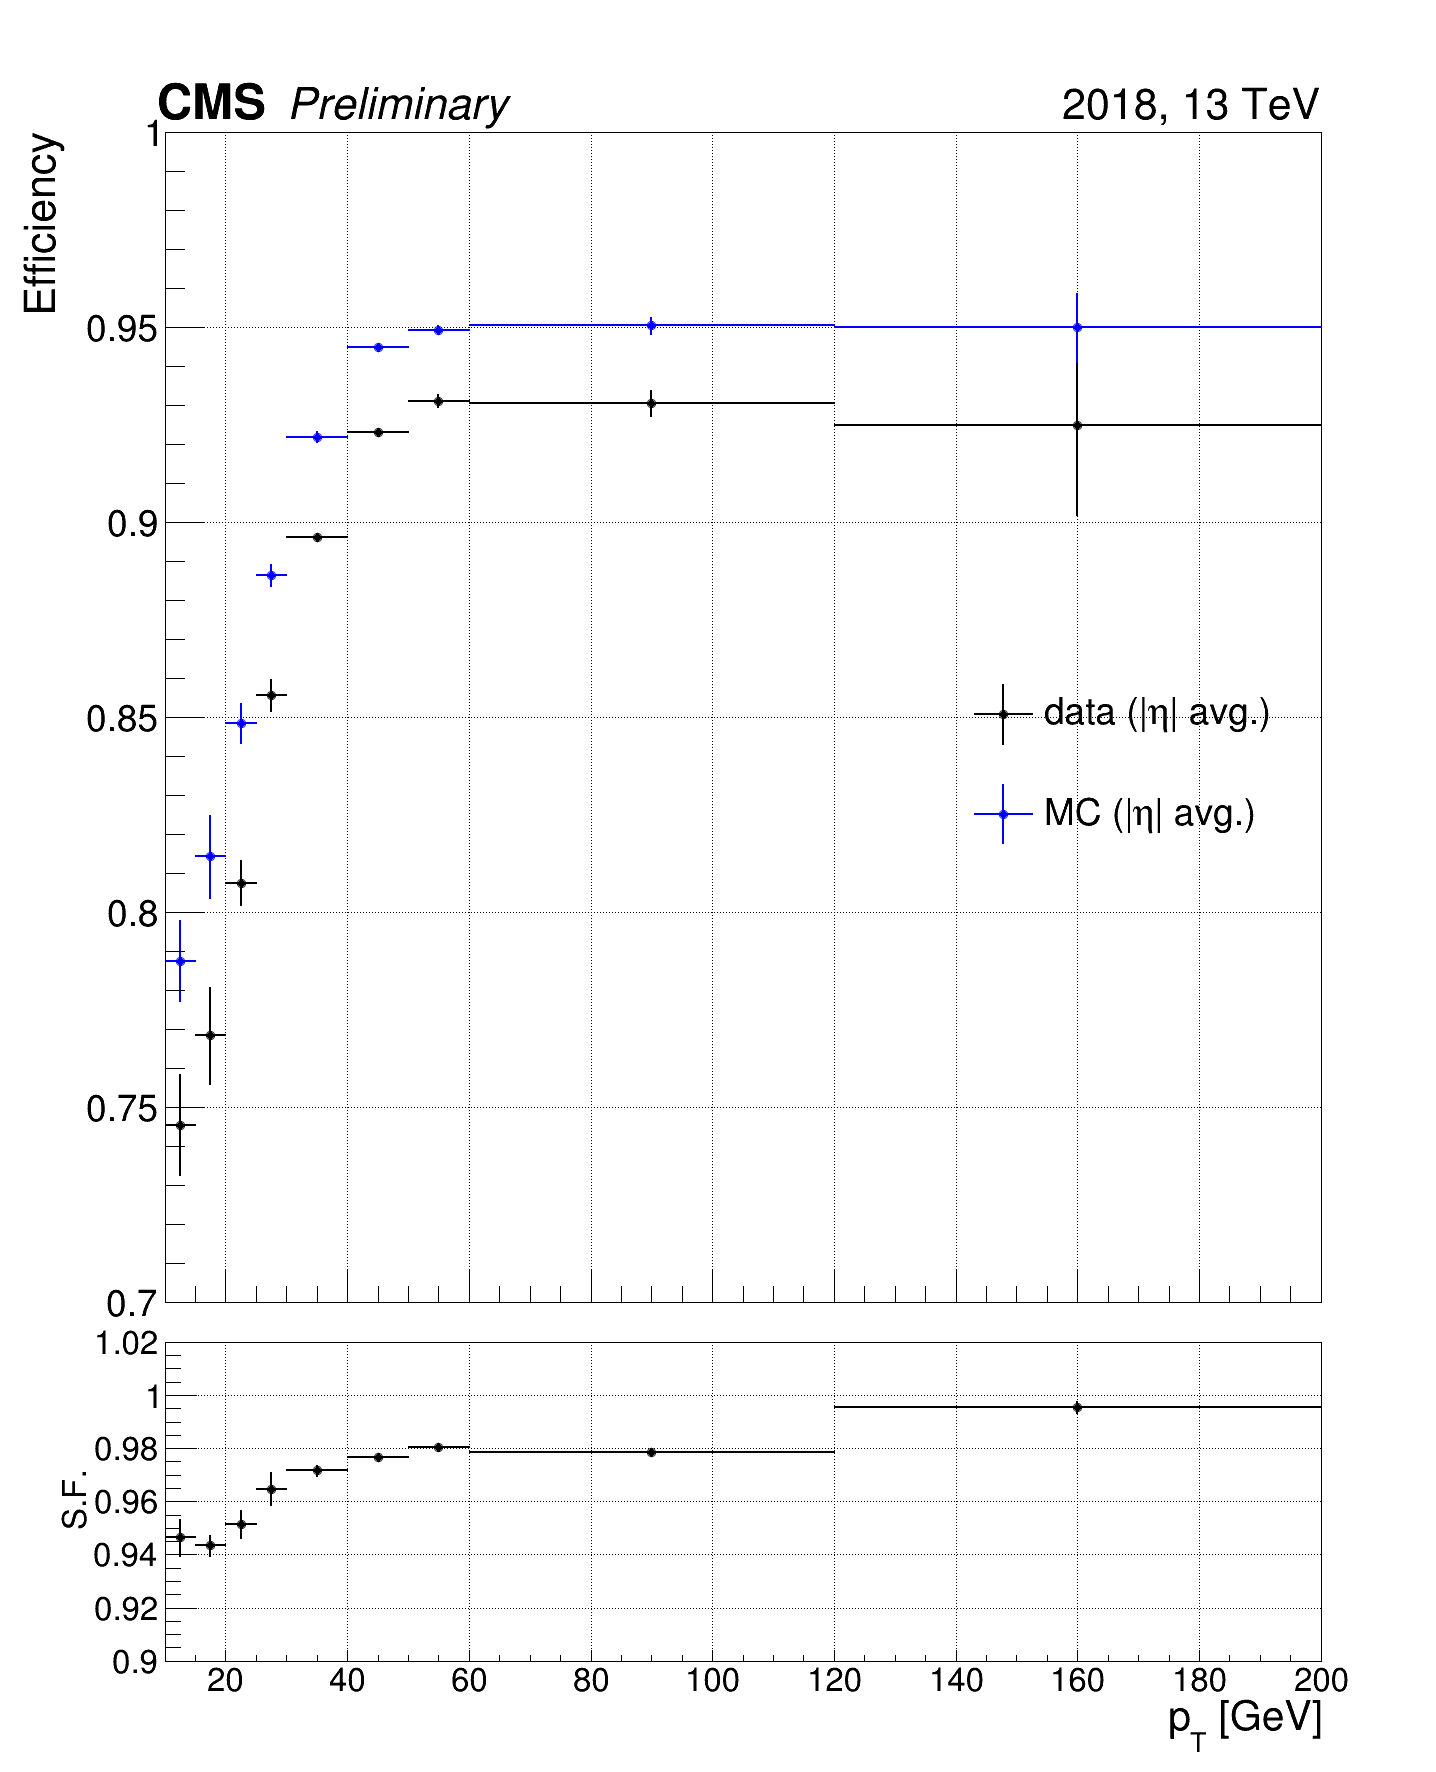 CMS Preliminary 2018, 13 TeV
Efficiency
1
0.95
0.9
0.85
0.8
0.75
0.7
data (|η| avg.)
MC (|η| avg.)
S.F.
1.02
1
0.98
0.96
0.94
0.92
0.9
20 40 60 80 100 120 140 160 180 200
pT [GeV]